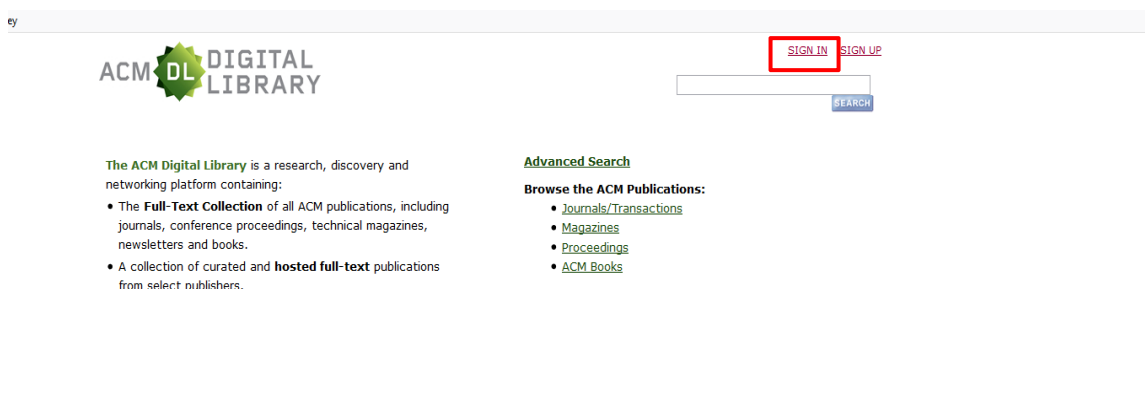 ey
SIGN IN SIGN UP
ACM DL DIGITAL
LIBRARY
SEARCH
The ACM Digital Library is a research, discovery and
networking platform containing:
• The Full-Text Collection of all ACM publications, including
journals, conference proceedings, technical magazines,
newsletters and books.
• A collection of curated and hosted full-text publications
from select publishers.
Advanced Search
Browse the ACM Publications:
• Journals/Transactions
• Magazines
• Proceedings
• ACM Books